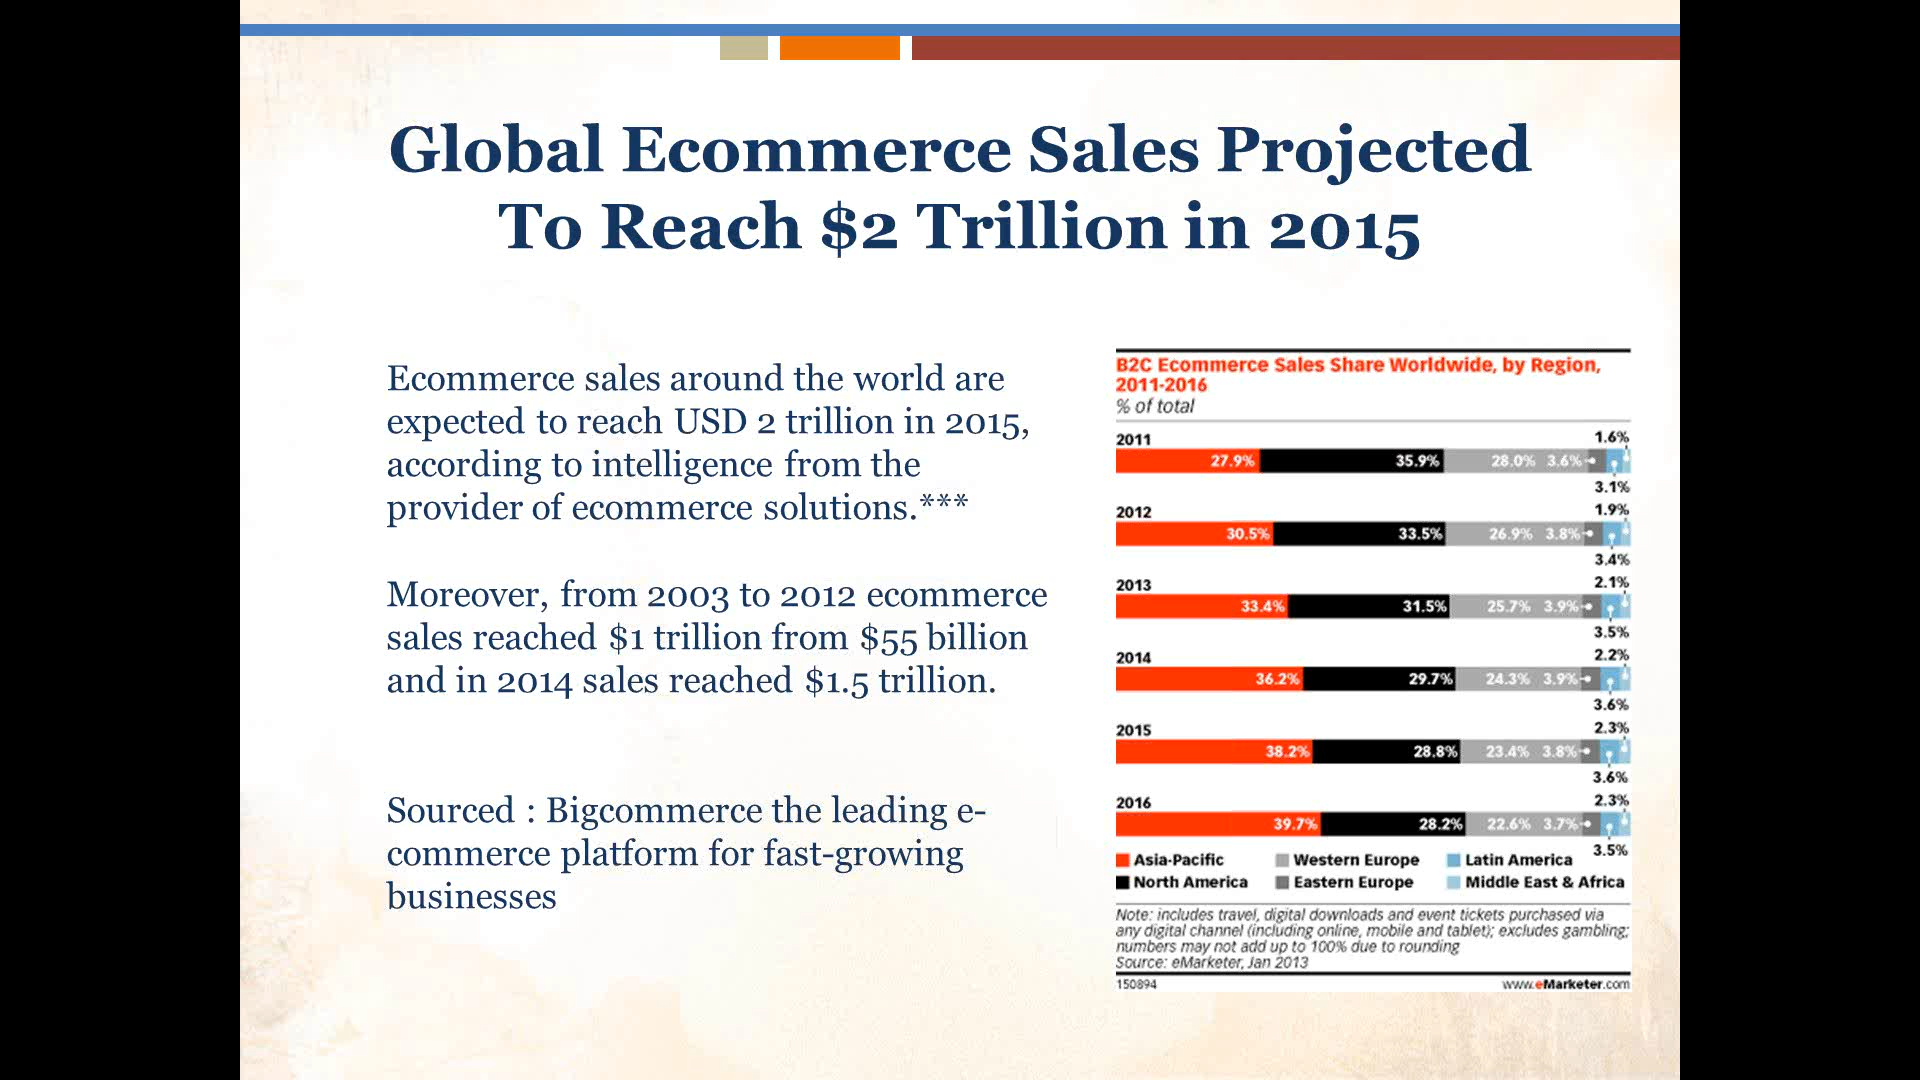 Global Ecommerce Sales Projected
To Reach $2 Trillion in 2015
Ecommerce sales around the world are
expected to reach USD 2 trillion in 2015,
according to intelligence from the
provider of ecommerce solutions.***
Moreover, from 2003 to 2012 ecommerce
sales reached $1 trillion from $55 billion
and in 2014 sales reached $1.5 trillion.
Sourced : Bigcommerce the leading e-
commerce platform for fast-growing
businesses
B2C Ecommerce Sales Share Worldwide, by Region,
2011-2016
% of total
2011 1.6%
27.9% 35.9% 28.0% 3.6%
3.1%
2012 1.9%
30.5% 33.5% 26.9% 3.8%
3.4%
2013 2.1%
33.4% 31.5% 25.7% 3.9%
3.5%
2014 2.2%
36.2% 29.7% 24.3% 3.9%
3.6%
2015 2.3%
38.2% 28.8% 23.4% 3.8%
3.6%
2016 2.3%
39.7% 28.2% 22.6% 3.7%
3.5%
Asia-Pacific Western Europe Latin America
North America Eastern Europe Middle East & Africa
Note: includes travel, digital downloads and event tickets purchased via
any digital channel (including online, mobile and tablet); excludes gambling;
numbers may not add up to 100% due to rounding
Source: eMarketer, Jan 2013
150894 www.eMarketer.com